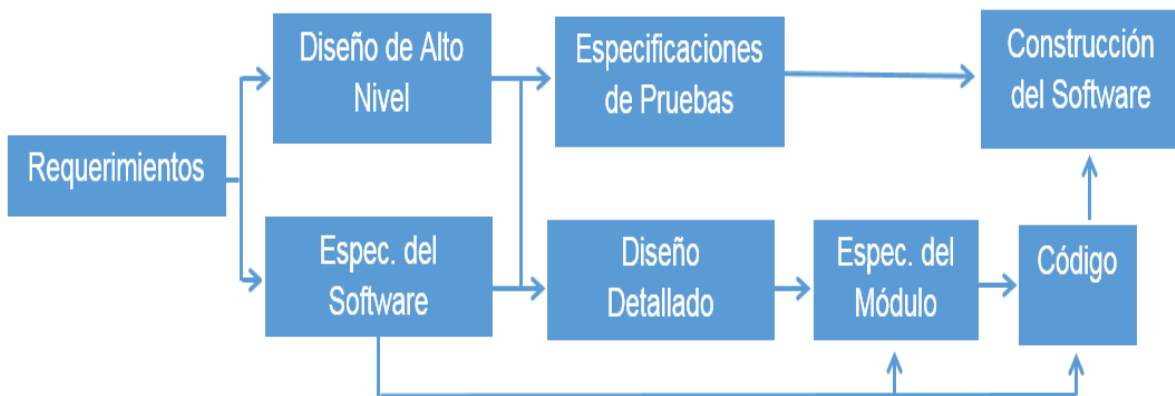 Requerimientos
Diseño de Alto
Nivel
Especificaciones
de Pruebas
Construcción
del Software
Espec. del
Software
Diseño
Detallado
Espec. del
Módulo
Código